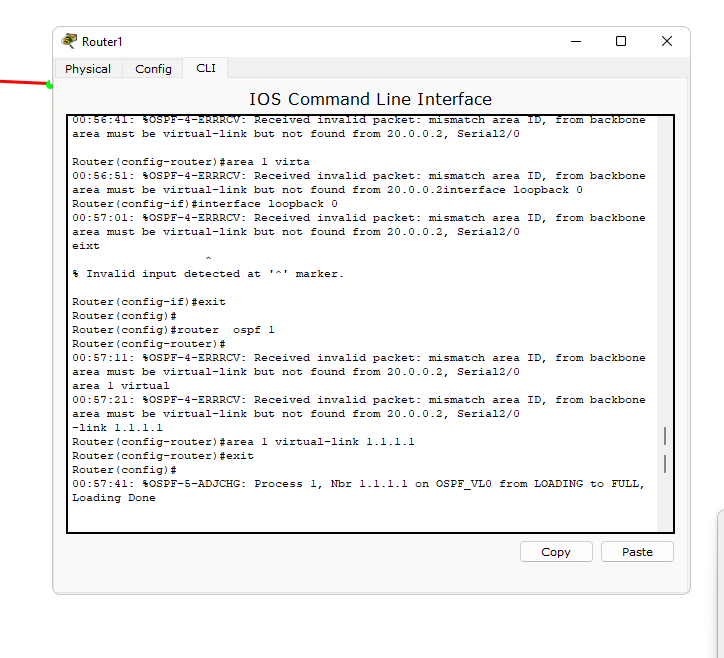 Router1
Physical Config CLI
IOS Command Line Interface
00:56:41: %OSPF-4-ERRRCV: Received invalid packet: mismatch area ID, from backbone
area must be virtual-link but not found from 20.0.0.2, Serial2/0
Router(config-router)#area 1 virta
00:56:51: %OSPF-4-ERRRCV: Received invalid packet: mismatch area ID, from backbone
area must be virtual-link but not found from 20.0.0.2interface loopback 0
Router(config-if)#interface loopback 0
00:57:01: %OSPF-4-ERRRCV: Received invalid packet: mismatch area ID, from backbone
area must be virtual-link but not found from 20.0.0.2, Serial2/0
eixt
^
% Invalid input detected at '^' marker.
Router(config-if)#exit
Router(config)#
Router(config)#router  ospf 1
Router(config-router)#
00:57:11: %OSPF-4-ERRRCV: Received invalid packet: mismatch area ID, from backbone
area must be virtual-link but not found from 20.0.0.2, Serial2/0
area 1 virtual
00:57:21: %OSPF-4-ERRRCV: Received invalid packet: mismatch area ID, from backbone
area must be virtual-link but not found from 20.0.0.2, Serial2/0
-link 1.1.1.1
Router(config-router)#area 1 virtual-link 1.1.1.1
Router(config-router)#exit
Router(config)#
00:57:41: %OSPF-5-ADJCHG: Process 1, Nbr 1.1.1.1 on OSPF_VL0 from LOADING to FULL,
Loading Done
Copy Paste